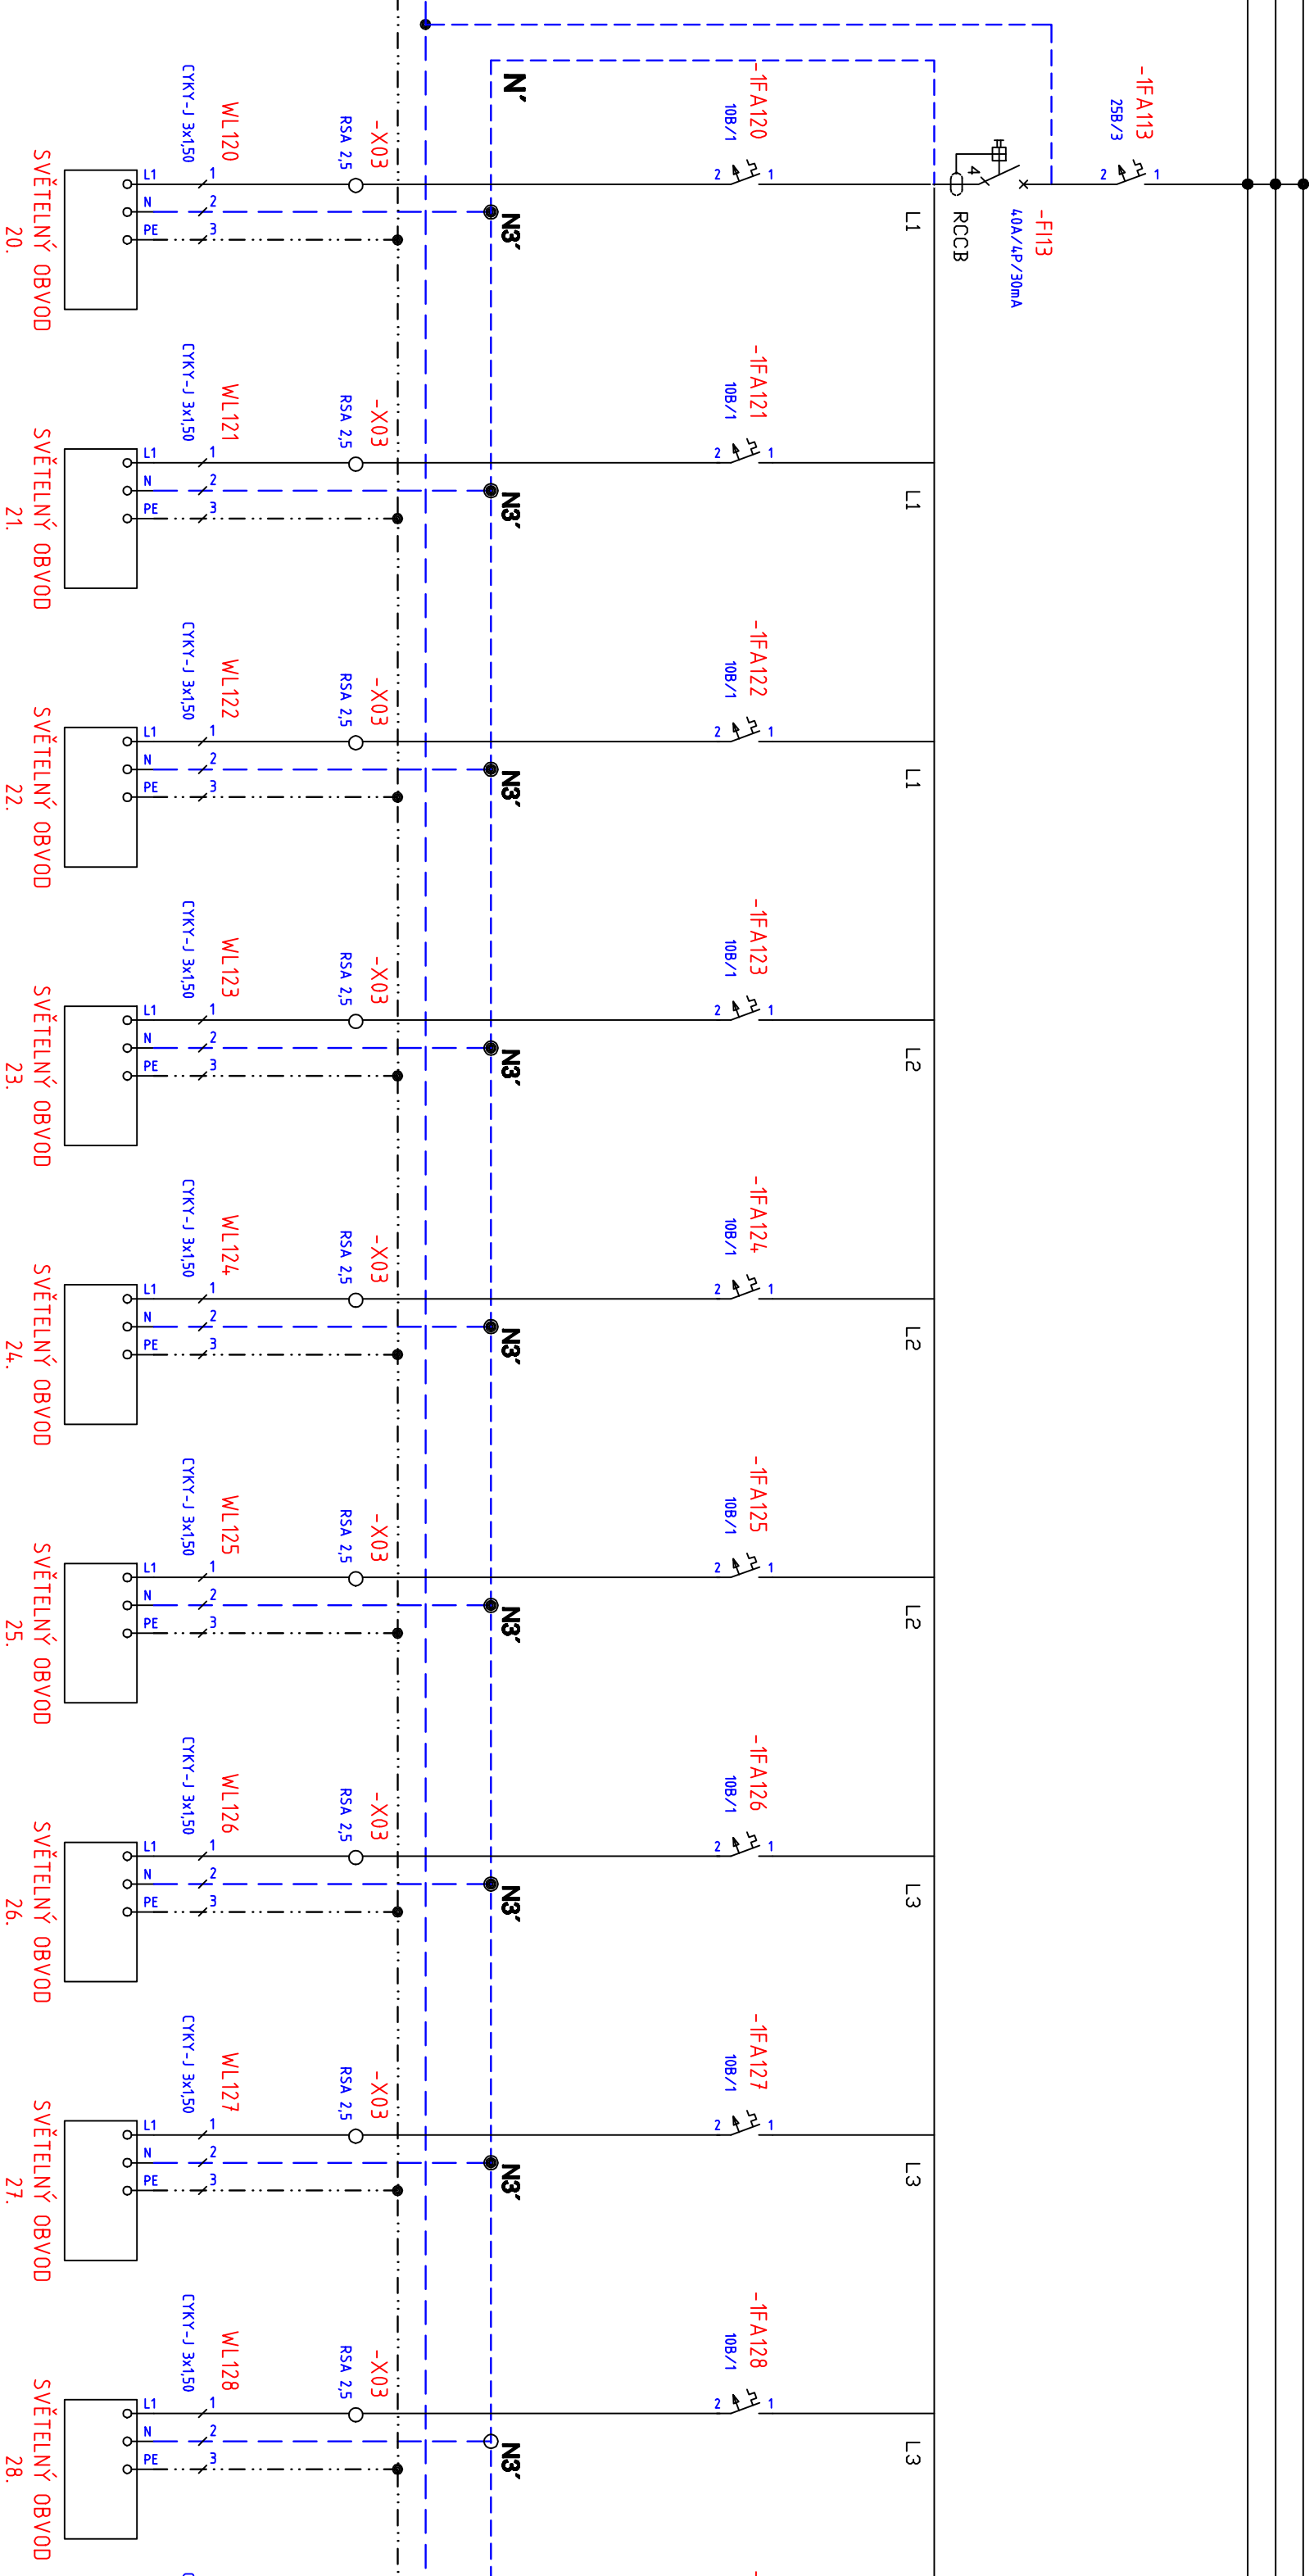 -1FA113
25B/3
1
2
-FI13
40A/4P/30mA
4
RCCB
N′
L1
-1FA120
10B/1
1
2
N3′
-X03
RSA 2,5
WL120
CYKY-J 3x1,50
1
2
3
L1
N
PE
SVĚTELNÝ OBVOD
20.
L1
-1FA121
10B/1
1
2
N3′
-X03
RSA 2,5
WL121
CYKY-J 3x1,50
1
2
3
L1
N
PE
SVĚTELNÝ OBVOD
21.
L1
-1FA122
10B/1
1
2
N3′
-X03
RSA 2,5
WL122
CYKY-J 3x1,50
1
2
3
L1
N
PE
SVĚTELNÝ OBVOD
22.
L2
-1FA123
10B/1
1
2
N3′
-X03
RSA 2,5
WL123
CYKY-J 3x1,50
1
2
3
L1
N
PE
SVĚTELNÝ OBVOD
23.
L2
-1FA124
10B/1
1
2
N3′
-X03
RSA 2,5
WL124
CYKY-J 3x1,50
1
2
3
L1
N
PE
SVĚTELNÝ OBVOD
24.
L2
-1FA125
10B/1
1
2
N3′
-X03
RSA 2,5
WL125
CYKY-J 3x1,50
1
2
3
L1
N
PE
SVĚTELNÝ OBVOD
25.
L3
-1FA126
10B/1
1
2
N3′
-X03
RSA 2,5
WL126
CYKY-J 3x1,50
1
2
3
L1
N
PE
SVĚTELNÝ OBVOD
26.
L3
-1FA127
10B/1
1
2
N3′
-X03
RSA 2,5
WL127
CYKY-J 3x1,50
1
2
3
L1
N
PE
SVĚTELNÝ OBVOD
27.
L3
-1FA128
10B/1
1
2
N3′
-X03
RSA 2,5
WL128
CYKY-J 3x1,50
1
2
3
L1
N
PE
SVĚTELNÝ OBVOD
28.